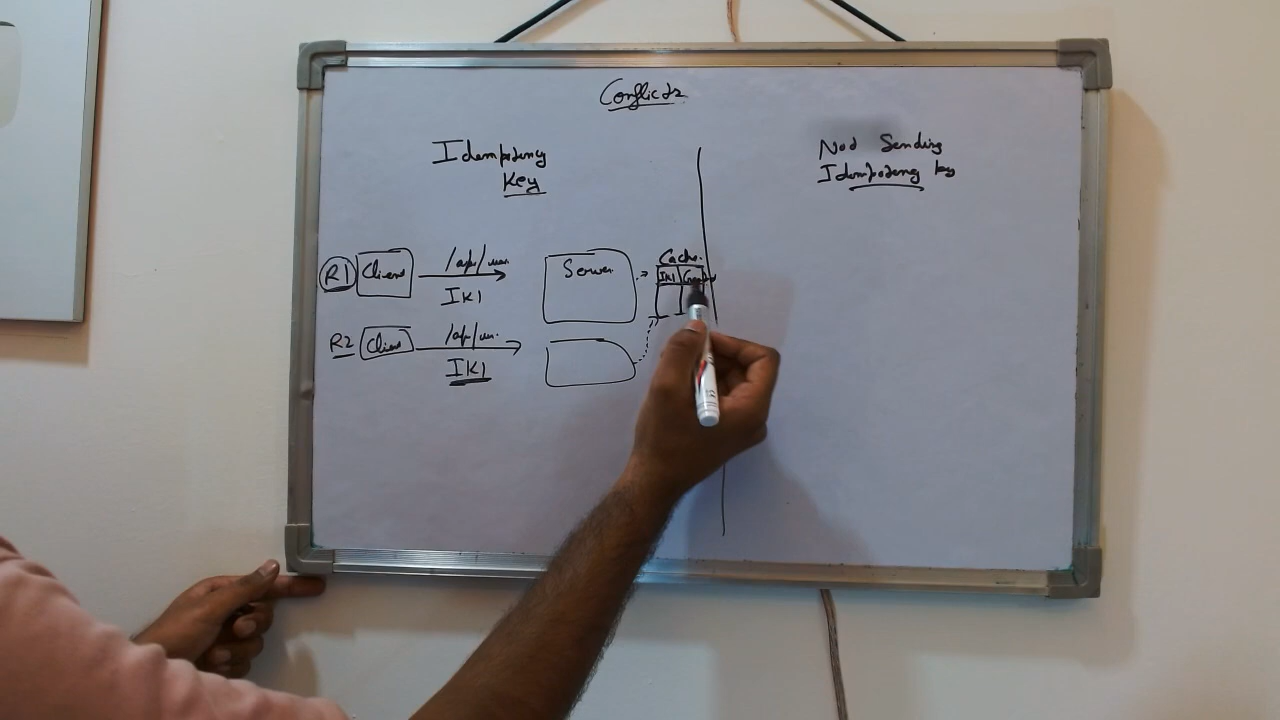 Conflicts
Idempotency
Key
Not Sending
Idempotency key
R1 Client /api/ Server
IK1
Cache
IK1
R2 Client /api/
IK1